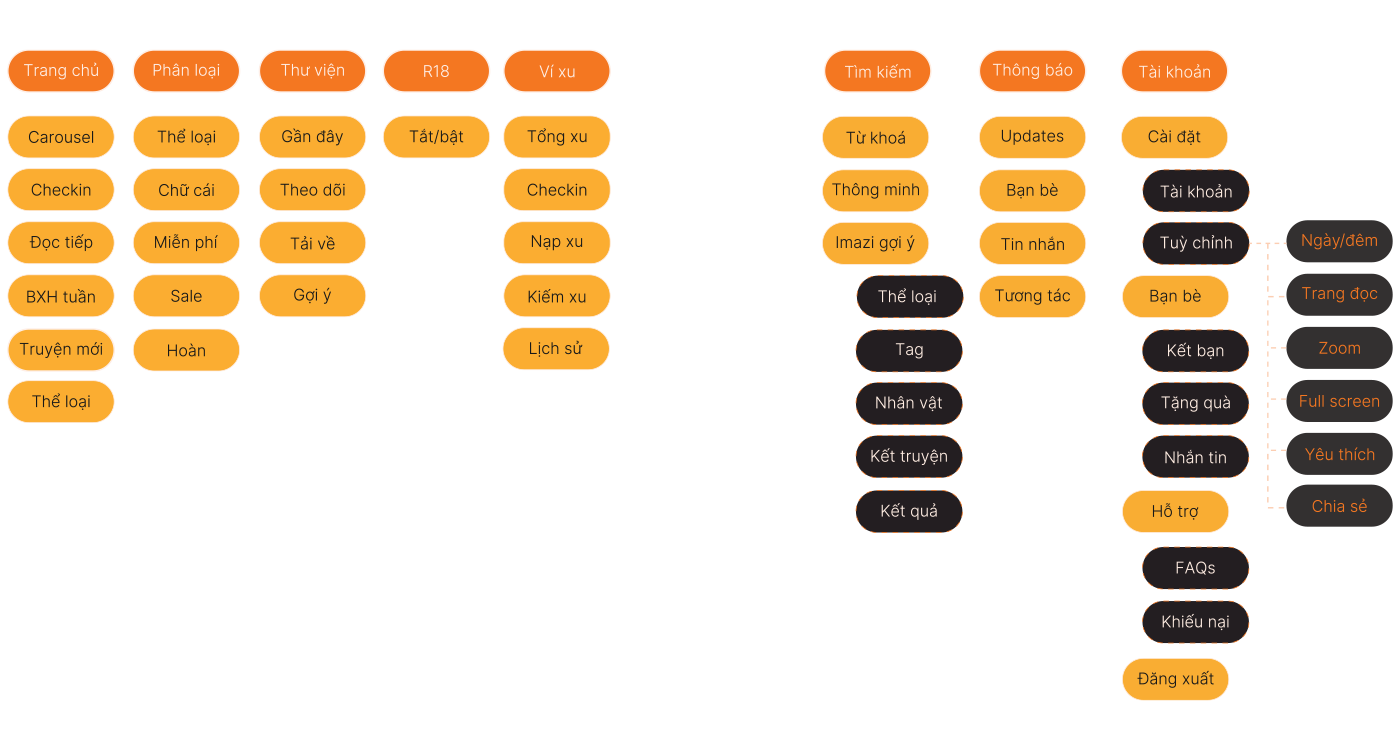 Trang chủ
Carousel
Checkin
Đọc tiếp
BXH tuần
Truyện mới
Thể loại
Phân loại
Thể loại
Chữ cái
Miễn phí
Sale
Hoàn
Thư viện
Gần đây
Theo dõi
Tải về
Gợi ý
R18
Tắt/bật
Ví xu
Tổng xu
Checkin
Nạp xu
Kiếm xu
Lịch sử
Tìm kiếm
Từ khoá
Thông minh
Imazi gợi ý
Thể loại
Tag
Nhân vật
Kết truyện
Kết quả
Thông báo
Updates
Bạn bè
Tin nhắn
Tương tác
Tài khoản
Cài đặt
Tài khoản
Tuỳ chỉnh
Ngày/đêm
Trang đọc
Zoom
Full screen
Yêu thích
Chia sẻ
Bạn bè
Kết bạn
Tặng quà
Nhắn tin
Hỗ trợ
FAQs
Khiếu nại
Đăng xuất